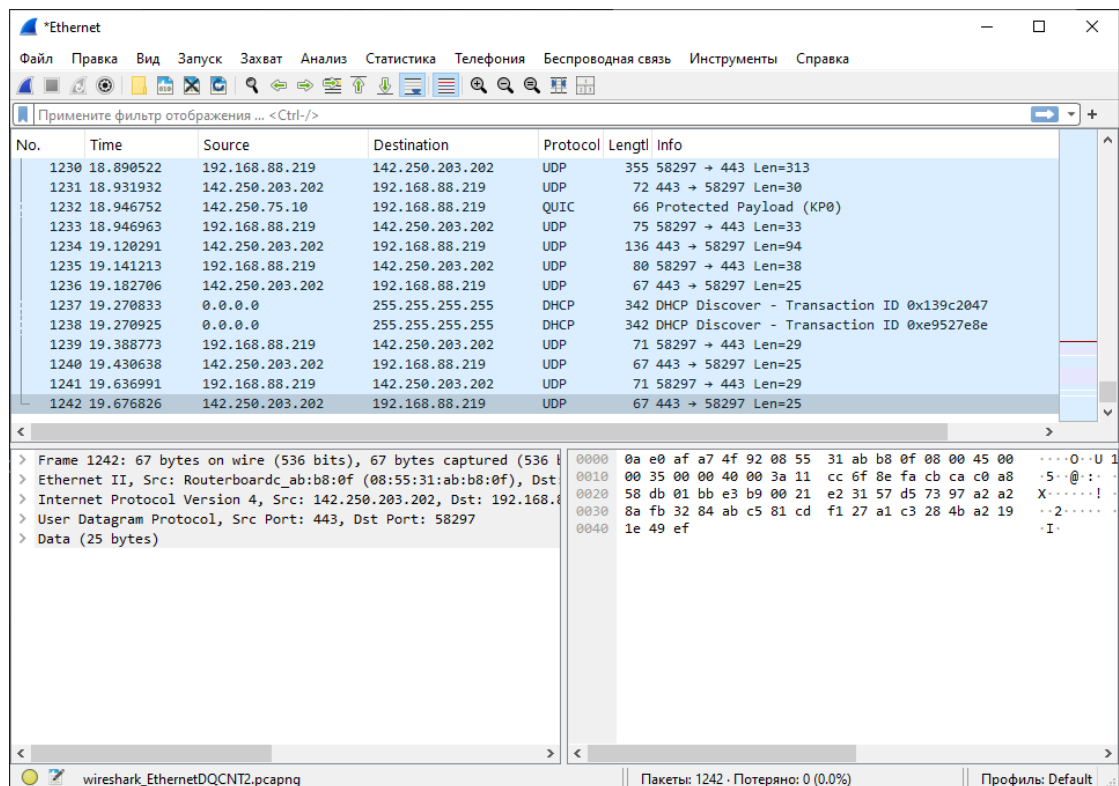 *Ethernet
Файл Правка Вид Запуск Захват Анализ Статистика Телефония Беспроводная связь Инструменты Справка
Примените фильтр отображения ... <Ctrl-/>
No. Time Source Destination Protocol Lengtl Info
1230 18.890522 192.168.88.219 142.250.203.202 UDP 355 58297 → 443 Len=313
1231 18.931932 142.250.203.202 192.168.88.219 UDP 72 443 → 58297 Len=30
1232 18.946752 142.250.75.10 192.168.88.219 QUIC 66 Protected Payload (KP0)
1233 18.946963 192.168.88.219 142.250.203.202 UDP 75 58297 → 443 Len=33
1234 19.120291 142.250.203.202 192.168.88.219 UDP 136 443 → 58297 Len=94
1235 19.141213 192.168.88.219 142.250.203.202 UDP 80 58297 → 443 Len=38
1236 19.182706 142.250.203.202 192.168.88.219 UDP 67 443 → 58297 Len=25
1237 19.270833 0.0.0.0 255.255.255.255 DHCP 342 DHCP Discover - Transaction ID 0x139c2047
1238 19.270925 0.0.0.0 255.255.255.255 DHCP 342 DHCP Discover - Transaction ID 0xe9527e8e
1239 19.388773 192.168.88.219 142.250.203.202 UDP 71 58297 → 443 Len=29
1240 19.430638 142.250.203.202 192.168.88.219 UDP 67 443 → 58297 Len=25
1241 19.636991 192.168.88.219 142.250.203.202 UDP 71 58297 → 443 Len=29
1242 19.676826 142.250.203.202 192.168.88.219 UDP 67 443 → 58297 Len=25
Frame 1242: 67 bytes on wire (536 bits), 67 bytes captured (536 b
Ethernet II, Src: Routerboardc_ab:b8:0f (08:55:31:ab:b8:0f), Dst:
Internet Protocol Version 4, Src: 142.250.203.202, Dst: 192.168.8
User Datagram Protocol, Src Port: 443, Dst Port: 58297
Data (25 bytes)
0000 0a e0 af a7 4f 92 08 55 31 ab b8 0f 08 00 45 00 ····O··U 1
0010 00 35 00 00 40 00 3a 11 cc 6f 8e fa cb ca c0 a8 ·5··@·:· ·
0020 58 db 01 bb e3 b9 00 21 e2 31 57 d5 73 97 a2 a2 X······! ·
0030 8a fb 32 84 ab c5 81 cd f1 27 a1 c3 28 4b a2 19 ··2····· ·
0040 1e 49 ef ·I·
wireshark_EthernetDQCNT2.pcapng Пакеты: 1242 · Потеряно: 0 (0.0%) Профиль: Default